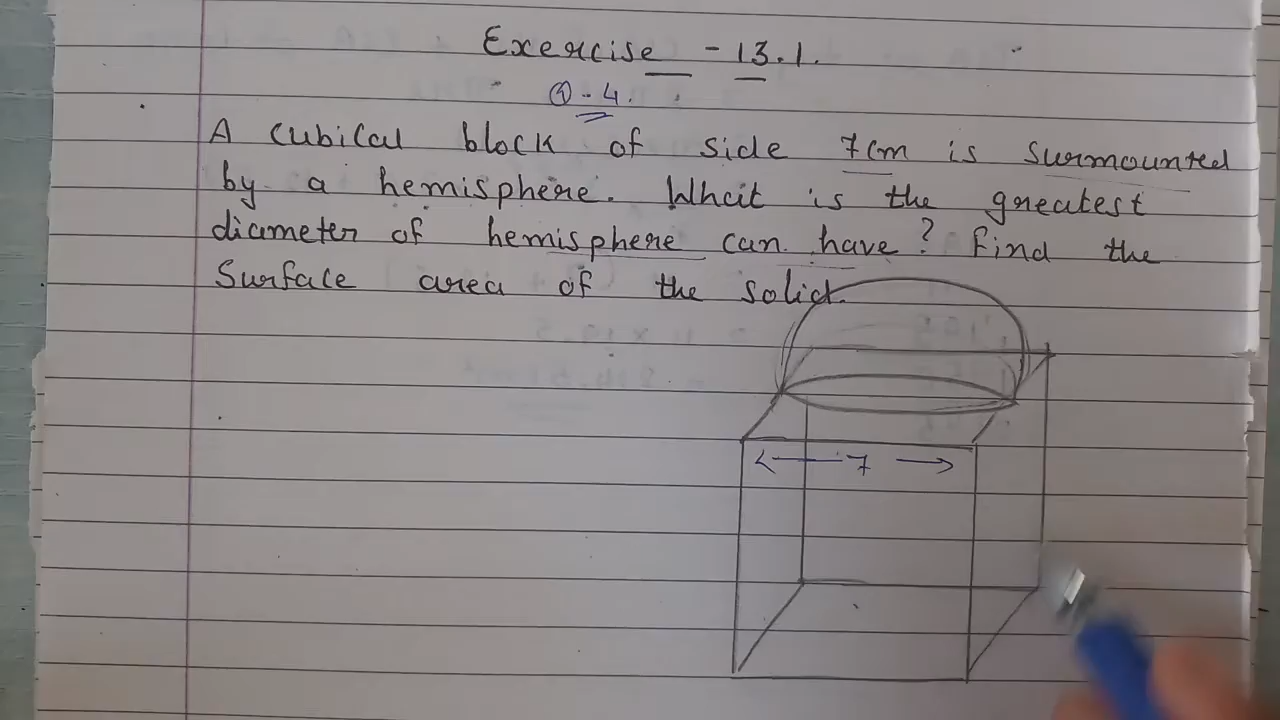 Exercise - 13.1.
Q-4.
A cubical block of side 7cm is surmounted
by a hemisphere. What is the greatest
diameter of hemisphere can have? Find the
Surface area of the solid.
7